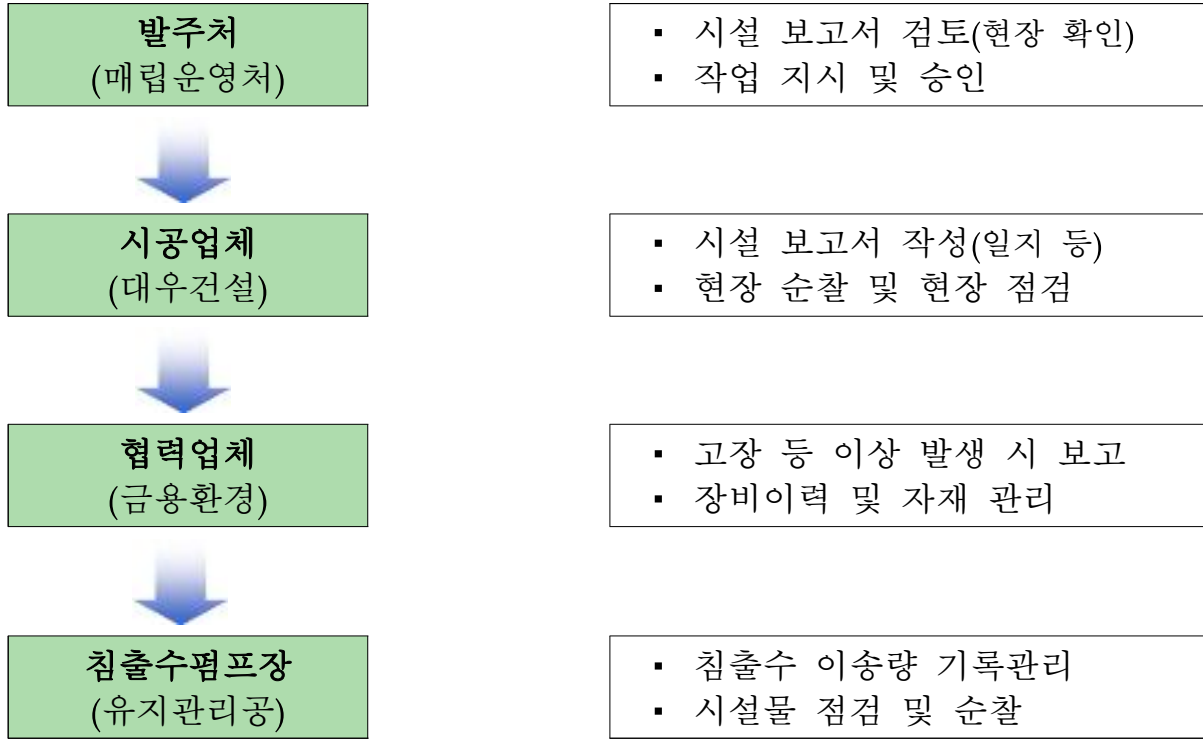 발주처
(매립운영처)
▪ 시설 보고서 검토(현장 확인)
▪ 작업 지시 및 승인
시공업체
(대우건설)
▪ 시설 보고서 작성(일지 등)
▪ 현장 순찰 및 현장 점검
협력업체
(금용환경)
▪ 고장 등 이상 발생 시 보고
▪ 장비이력 및 자재 관리
침출수펌프장
(유지관리공)
▪ 침출수 이송량 기록관리
▪ 시설물 점검 및 순찰